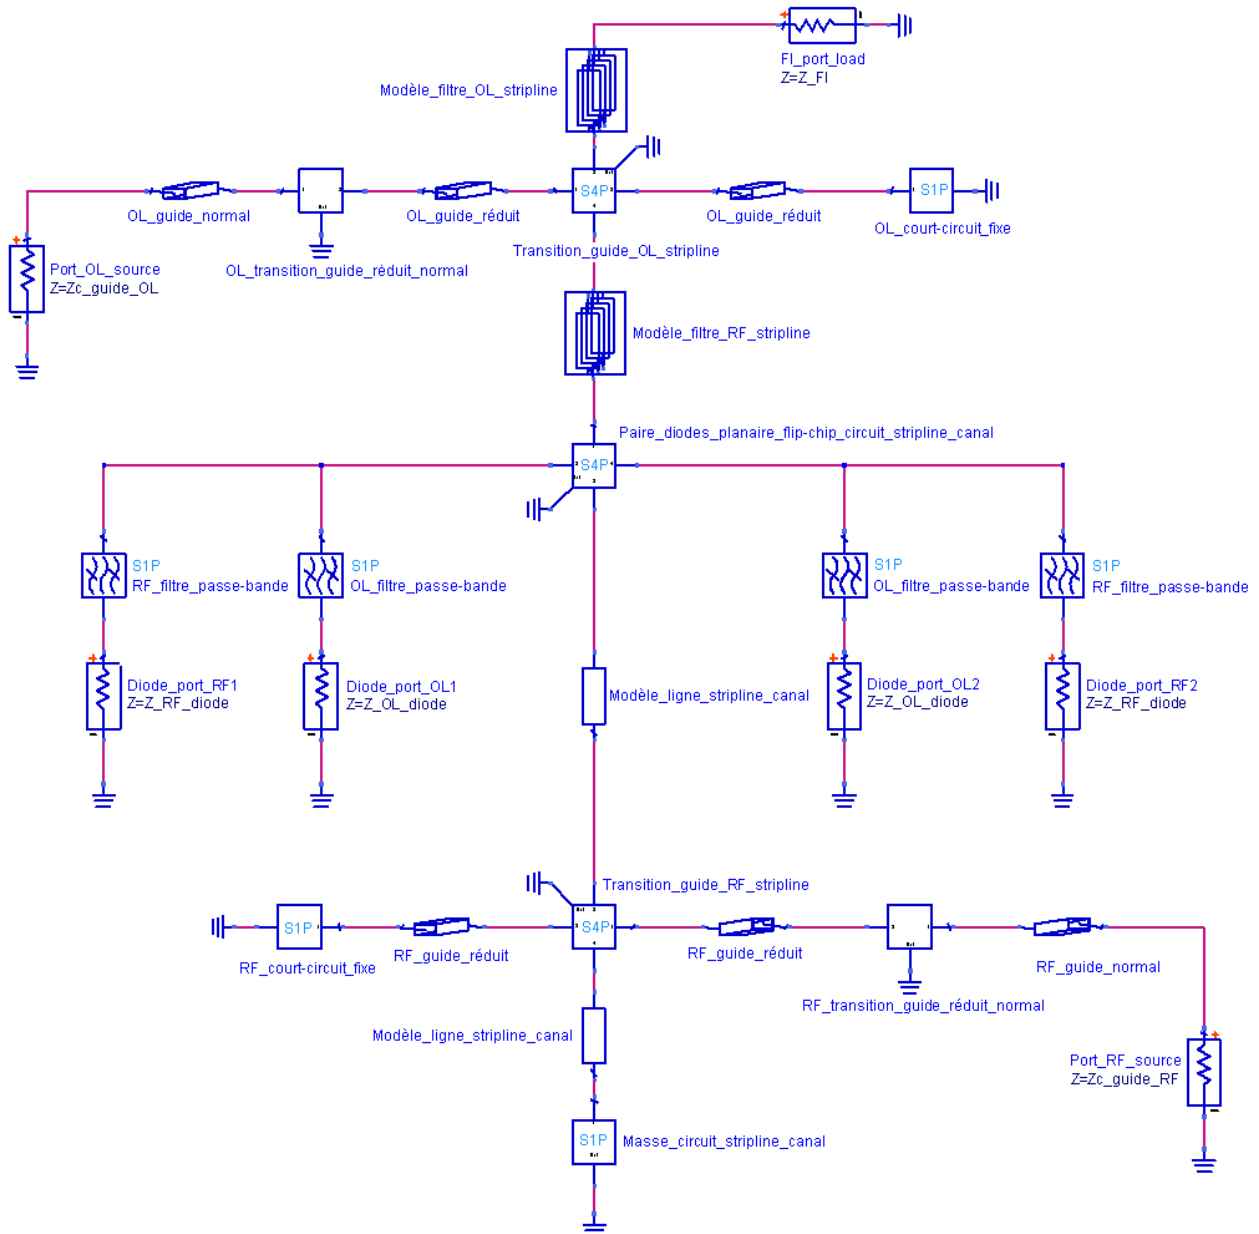 FI_port_load
Z=Z_FI
Modèle_filtre_OL_stripline
S4P
S1P
OL_guide_normal
OL_guide_réduit
OL_guide_réduit
OL_court-circuit_fixe
Transition_guide_OL_stripline
OL_transition_guide_réduit_normal
Port_OL_source
Z=Zc_guide_OL
Modèle_filtre_RF_stripline
Paire_diodes_planaire_flip-chip_circuit_stripline_canal
S4P
S1P
RF_filtre_passe-bande
S1P
OL_filtre_passe-bande
S1P
OL_filtre_passe-bande
S1P
RF_filtre_passe-bande
Diode_port_RF1
Z=Z_RF_diode
Diode_port_OL1
Z=Z_OL_diode
Modèle_ligne_stripline_canal
Diode_port_OL2
Z=Z_OL_diode
Diode_port_RF2
Z=Z_RF_diode
Transition_guide_RF_stripline
S1P
S4P
RF_court-circuit_fixe
RF_guide_réduit
RF_guide_réduit
RF_guide_normal
RF_transition_guide_réduit_normal
Modèle_ligne_stripline_canal
Port_RF_source
Z=Zc_guide_RF
S1P
Masse_circuit_stripline_canal